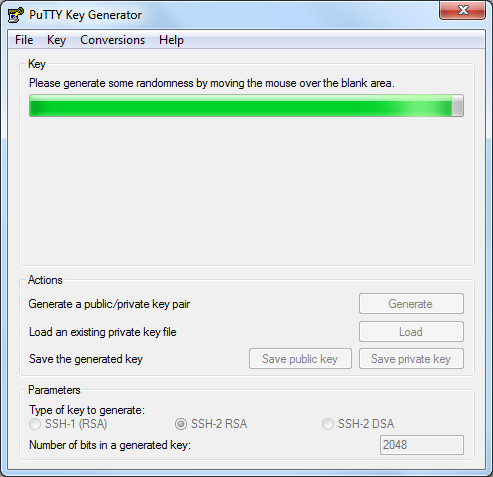 PuTTY Key Generator
File Key Conversions Help
Key
Please generate some randomness by moving the mouse over the blank area.
Actions
Generate a public/private key pair Generate
Load an existing private key file Load
Save the generated key Save public key Save private key
Parameters
Type of key to generate:
SSH-1 (RSA) SSH-2 RSA SSH-2 DSA
Number of bits in a generated key: 2048